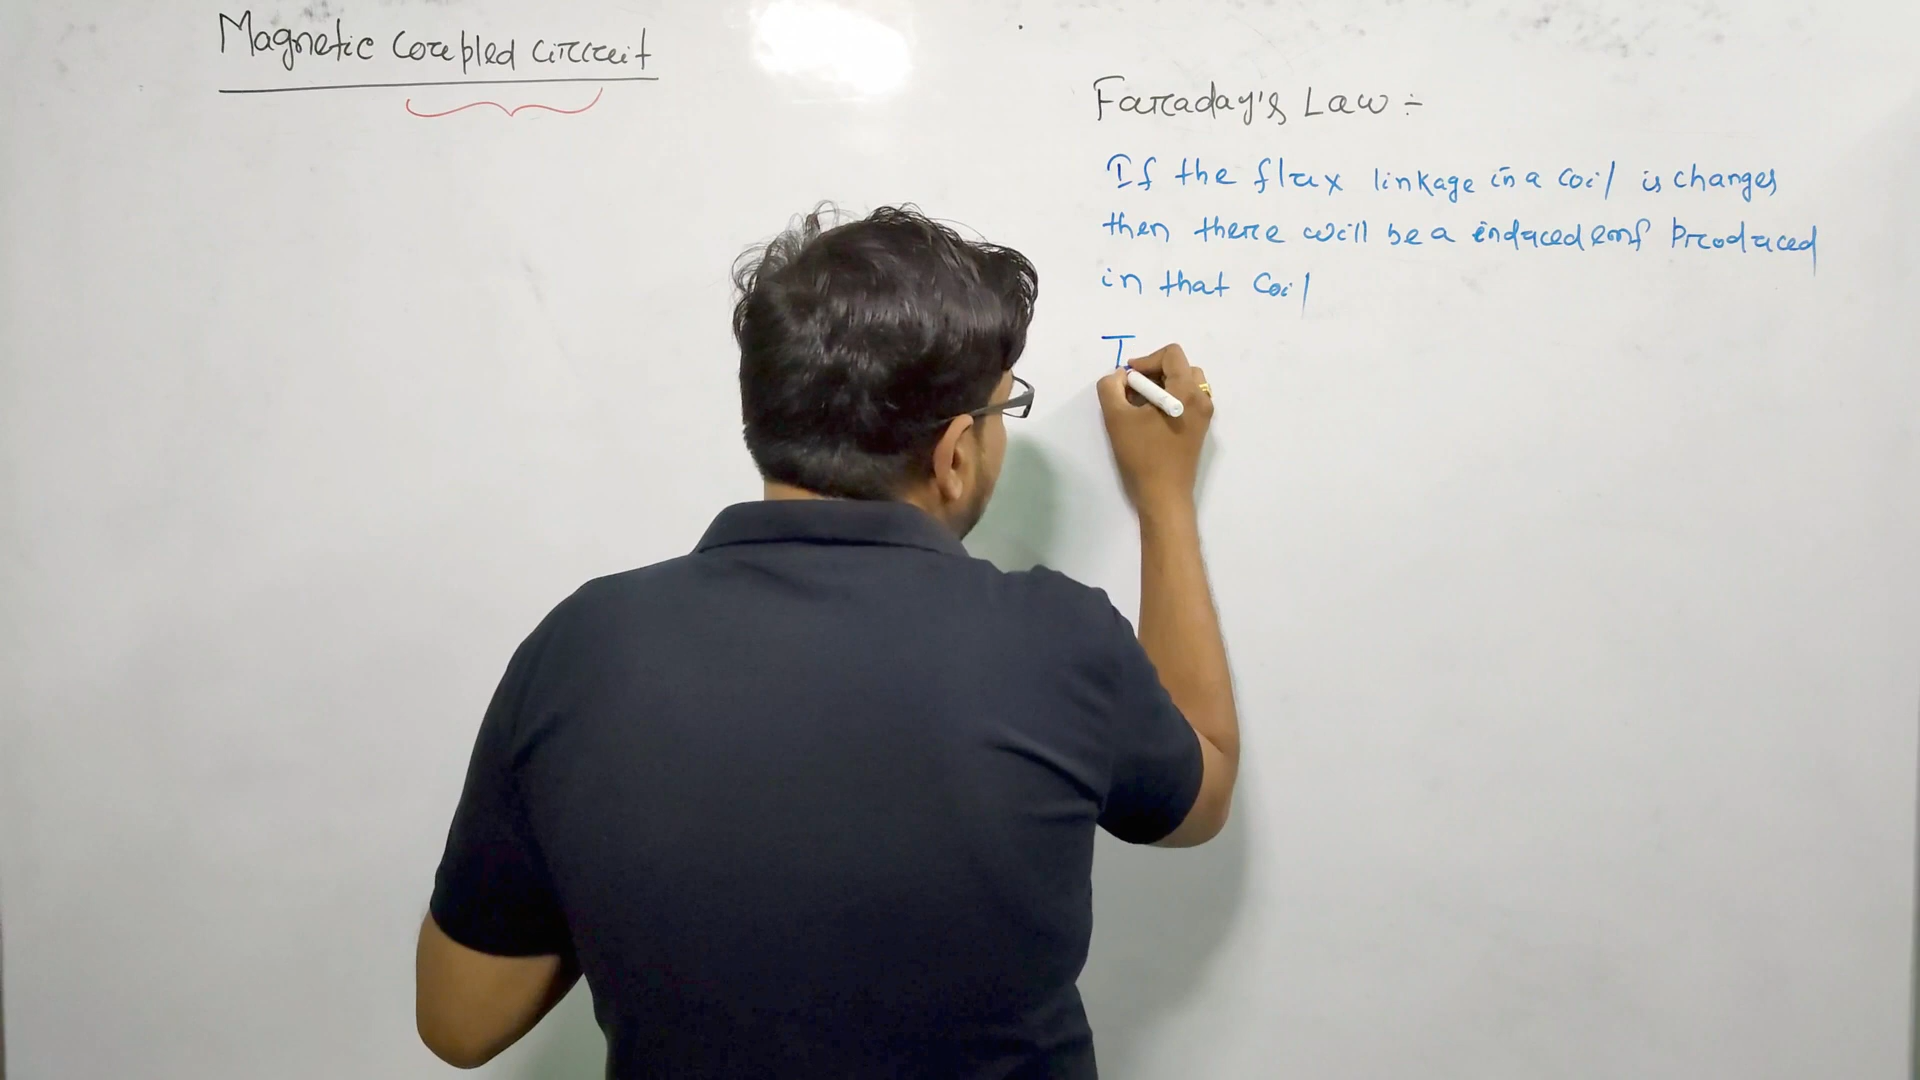 Magnetic Coupled circuit
Faraday's Law ÷
If the flux linkage in a coil is changes
then there will be a induced emf Produced
in that Coil
I